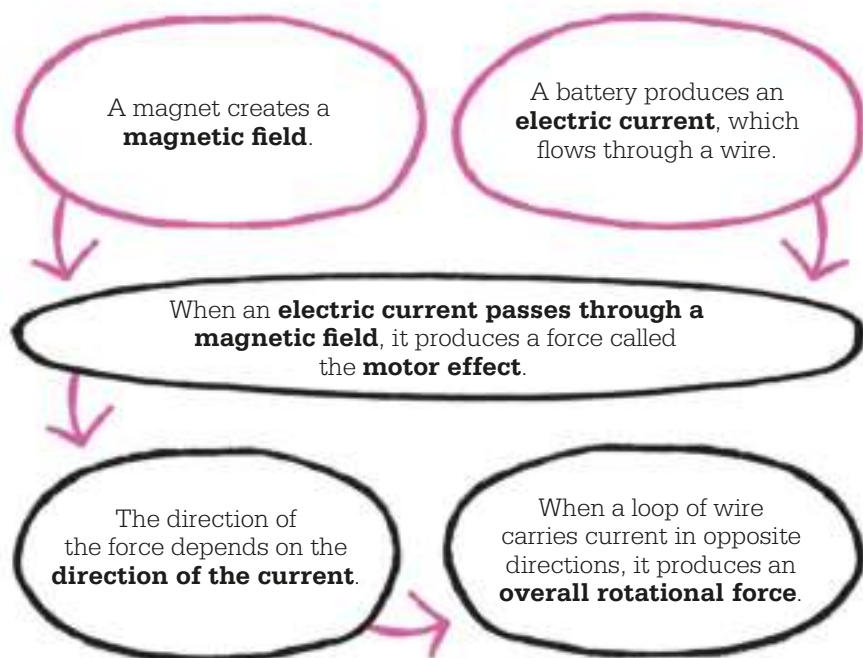 A magnet creates a
magnetic field.
A battery produces an
electric current, which
flows through a wire.
When an electric current passes through a
magnetic field, it produces a force called
the motor effect.
The direction of
the force depends on the
direction of the current.
When a loop of wire
carries current in opposite
directions, it produces an
overall rotational force.